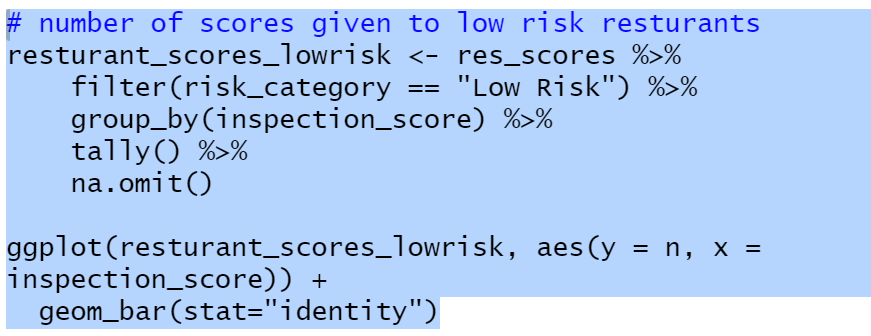 # number of scores given to low risk resturants
resturant_scores_lowrisk <- res_scores %>%
    filter(risk_category == "Low Risk") %>%
    group_by(inspection_score) %>%
    tally() %>%
    na.omit()

ggplot(resturant_scores_lowrisk, aes(y = n, x =
inspection_score)) +
  geom_bar(stat="identity")